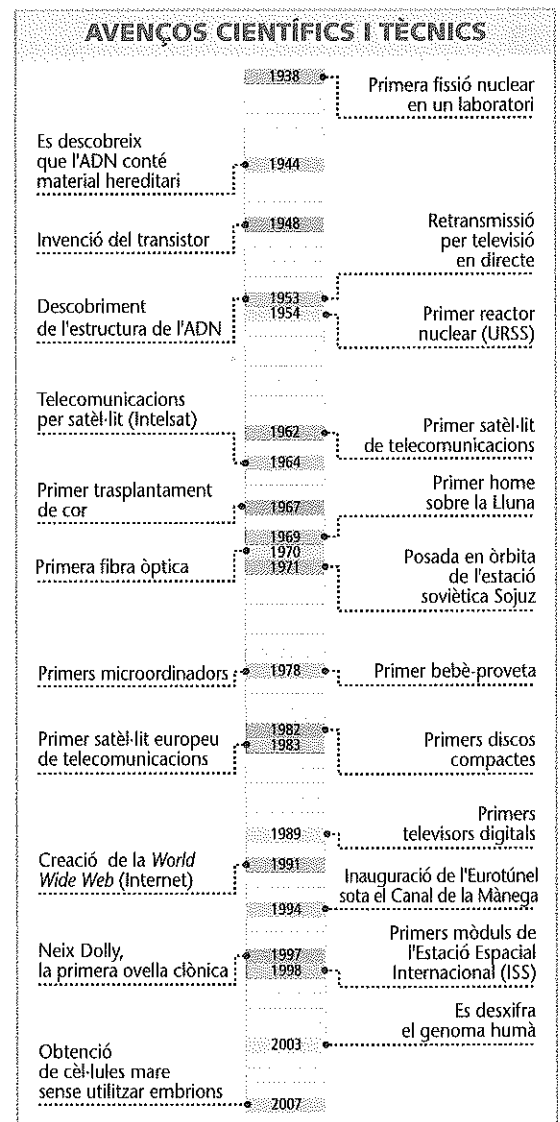 AVENÇOS CIENTÍFICS I TÈCNICS
1938
Primera fissió nuclear
en un laboratori
Es descobreix
que l'ADN conté
material hereditari
1944
Invenció del transistor
1948
Retransmissió
per televisió
en directe
Descobriment
de l'estructura de l'ADN
1953
1954
Primer reactor
nuclear (URSS)
Telecomunicacions
per satèl·lit (Intelsat)
1962
Primer satèl·lit
de telecomunicacions
1964
Primer trasplantament
de cor
1967
Primer home
sobre la Lluna
1969
Primera fibra òptica
1970
1971
Posada en òrbita
de l'estació
soviètica Sojuz
Primers microordinadors
1978
Primer bebè-proveta
1982
Primers discos
compactes
Primer satèl·lit europeu
de telecomunicacions
1983
1989
Primers
televisors digitals
Creació de la World
Wide Web (Internet)
1991
Inauguració de l'Eurotúnel
sota el Canal de la Mànega
1994
Neix Dolly,
la primera ovella clònica
1997
1998
Primers mòduls de
l'Estació Espacial
Internacional (ISS)
Es desxifra
el genoma humà
2003
Obtenció
de cèl·lules mare
sense utilitzar embrions
2007